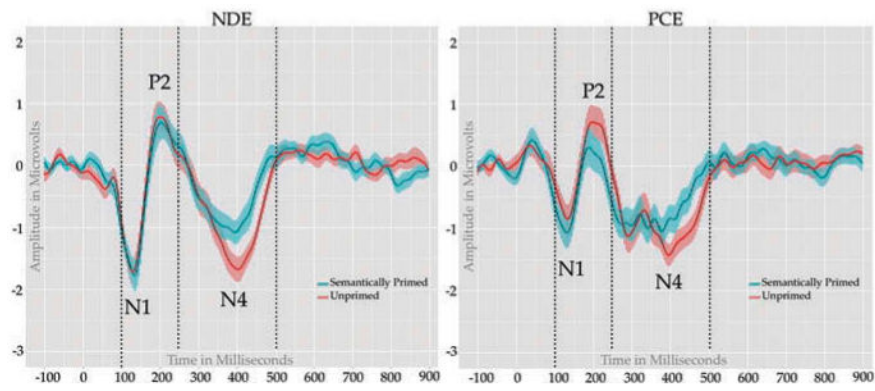 NDE
2
1
0
-1
-2
-3
Amplitude in Microvolts
P2
N1
N4
Semantically Primed
Unprimed
Time in Milliseconds
-100 0 100 200 300 400 500 600 700 800 900
PCE
2
1
0
-1
-2
-3
Amplitude in Microvolts
P2
N1
N4
Semantically Primed
Unprimed
Time in Milliseconds
-100 0 100 200 300 400 500 600 700 800 900